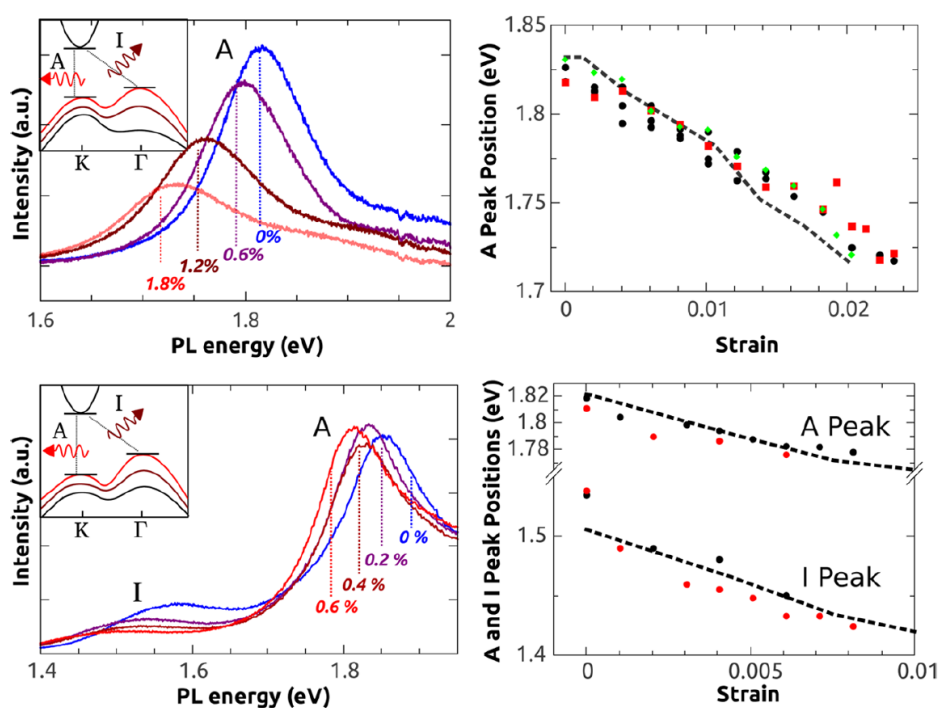 A
I
K
Γ
A
0%
0.6%
1.2%
1.8%
Intensity (a.u.)
1.6
1.8
2
PL energy (eV)
A Peak Position (eV)
1.85
1.8
1.75
1.7
0
0.01
0.02
Strain
A
I
K
Γ
A
I
0 %
0.2 %
0.4 %
0.6 %
Intensity (a.u.)
1.4
1.6
1.8
PL energy (eV)
A and I Peak Positions (eV)
1.82
1.8
1.78
1.5
1.4
A Peak
I Peak
0
0.005
0.01
Strain